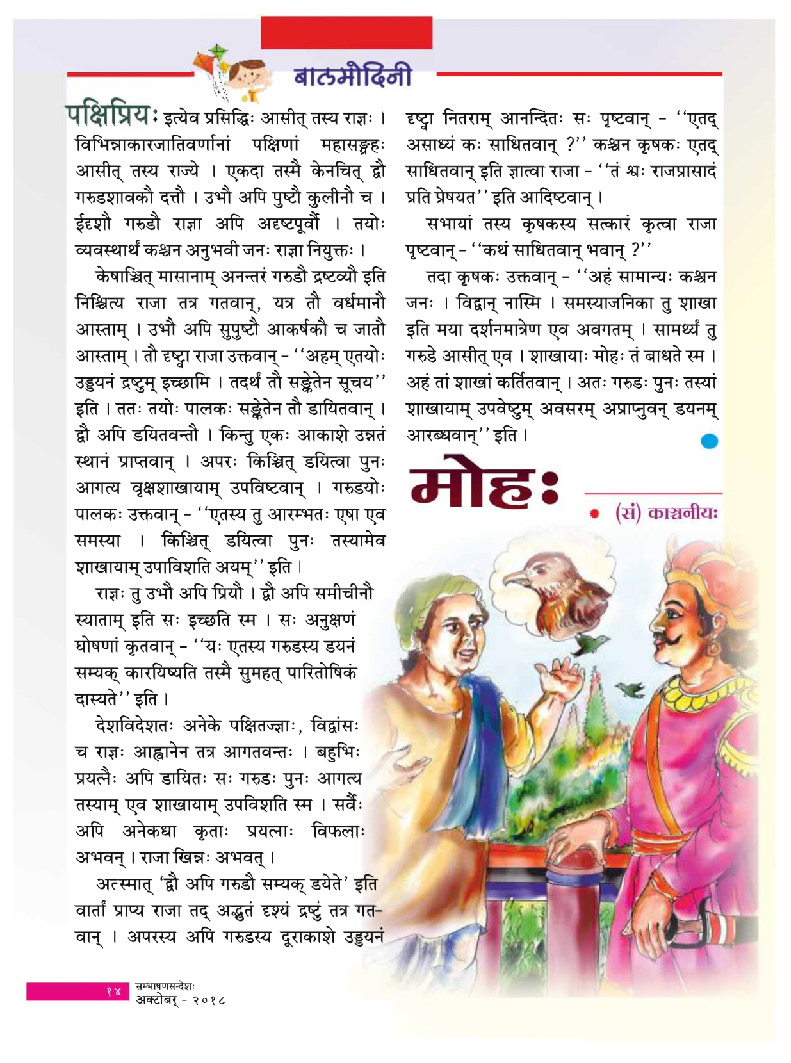 बालमोदिनी
पक्षिप्रियः इत्येव प्रसिद्धिः आसीत् तस्य राज्ञः ।
विभिन्नाकारजातिवर्णानां पक्षिणां महासङ्ग्रहः
आसीत् तस्य राज्ये । एकदा तस्मै केनचित् द्वौ
गरुडशावकौ दत्तौ । उभौ अपि पुष्टौ कुलीनौ च ।
ईदृशौ गरुडौ राज्ञा अपि अदृष्टपूर्वौ । तयोः
व्यवस्थार्थं कश्चन अनुभवी जनः राज्ञा नियुक्तः ।
केषाञ्चित् मासानाम् अनन्तरं गरुडौ द्रष्टव्यौ इति
निश्चित्य राजा तत्र गतवान्, यत्र तौ वर्धमानौ
आस्ताम् । उभौ अपि सुपुष्टौ आकर्षकौ च जातौ
आस्ताम् । तौ दृष्ट्वा राजा उक्तवान् – ‘‘अहम् एतयोः
उड्डयनं द्रष्टुम् इच्छामि । तदर्थं तौ सङ्केतेन सूचय’’
इति । ततः तयोः पालकः सङ्केतेन तौ डायितवान् ।
द्वौ अपि डयितवन्तौ । किन्तु एकः आकाशे उन्नतं
स्थानं प्राप्तवान् । अपरः किञ्चित् डयित्वा पुनः
आगत्य वृक्षशाखायाम् उपविष्टवान् । गरुडयोः
पालकः उक्तवान् – ‘‘एतस्य तु आरम्भतः एषा एव
समस्या । किञ्चित् डयित्वा पुनः तस्यामेव
शाखायाम् उपाविशति अयम्’’ इति ।
राज्ञः तु उभौ अपि प्रियौ । द्वौ अपि समीचीनौ
स्याताम् इति सः इच्छति स्म । सः अनुक्षणं
घोषणां कृतवान् – ‘‘यः एतस्य गरुडस्य डयनं
सम्यक् कारयिष्यति तस्मै सुमहत् पारितोषिकं
दास्यते’’ इति ।
देशविदेशतः अनेके पक्षितज्ज्ञाः, विद्वांसः
च राज्ञः आह्वानेन तत्र आगतवन्तः । बहुभिः
प्रयत्नैः अपि डायितः सः गरुडः पुनः आगत्य
तस्याम् एव शाखायाम् उपविशति स्म । सर्वैः
अपि अनेकधा कृताः प्रयत्नाः विफलाः
अभवन् । राजा खिन्नः अभवत् ।
अत्स्मात् ‘द्वौ अपि गरुडौ सम्यक् डयेते’ इति
वार्तां प्राप्य राजा तद् अद्भुतं दृश्यं द्रष्टुं तत्र गत-
वान् । अपरस्य अपि गरुडस्य दूराकाशे उड्डयनं
दृष्ट्वा नितराम् आनन्दितः सः पृष्टवान् – ‘‘एतद्
असाध्यं कः साधितवान् ?’’ कश्चन कृषकः एतद्
साधितवान् इति ज्ञात्वा राजा – ‘‘तं श्वः राजप्रासादं
प्रति प्रेषयत’’ इति आदिष्टवान् ।
सभायां तस्य कृषकस्य सत्कारं कृत्वा राजा
पृष्टवान् – ‘‘कथं साधितवान् भवान् ?’’
तदा कृषकः उक्तवान् – ‘‘अहं सामान्यः कश्चन
जनः । विद्वान् नास्मि । समस्याजनिका तु शाखा
इति मया दर्शनमात्रेण एव अवगतम् । सामर्थ्यं तु
गरुडे आसीत् एव । शाखायाः मोहः तं बाधते स्म ।
अहं तां शाखां कर्तितवान् । अतः गरुडः पुनः तस्यां
शाखायाम् उपवेष्टुम् अवसरम् अप्राप्नुवन् डयनम्
आरब्धवान्’’ इति ।
मोहः
• (सं) काञ्चनीयः
१४
सम्भाषणसन्देशः
अक्टोबर् - २०१८